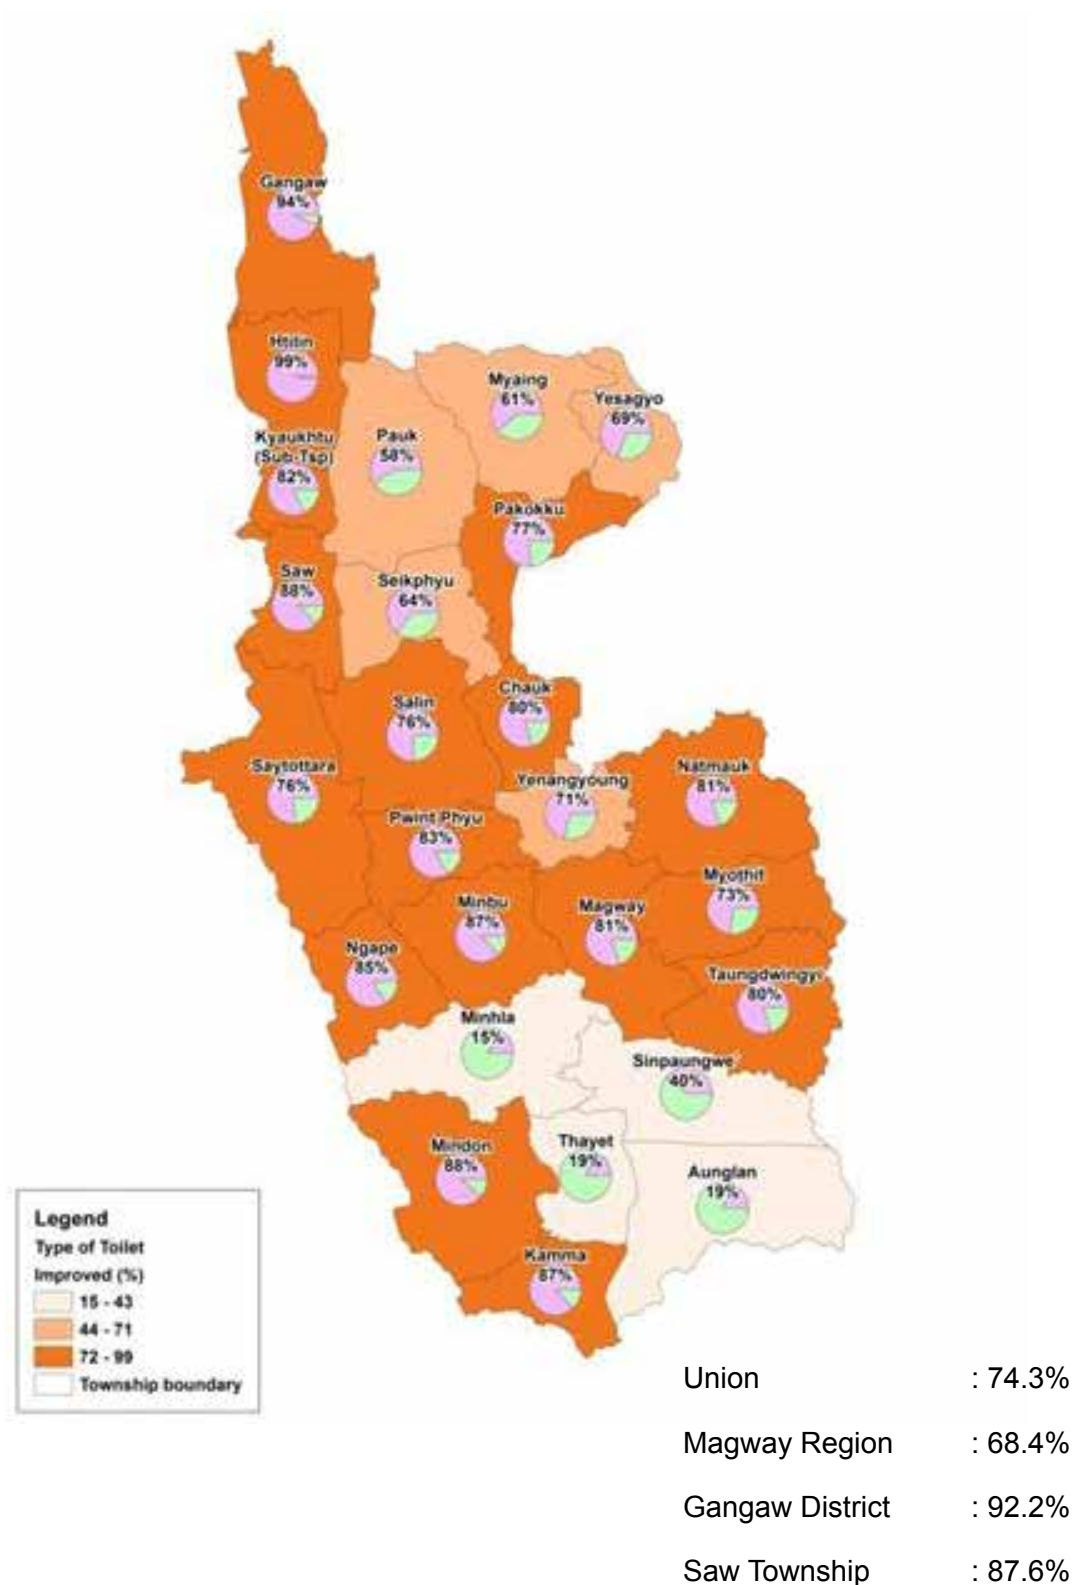 Gangaw
94%
Htilin
99%
Myaing
61%
Yesagyo
69%
Kyaukhtu
(Sub-Tsp)
82%
Pauk
58%
Pakokku
77%
Saw
88%
Seikphyu
64%
Chauk
80%
Salin
76%
Saytottara
76%
Yenangyoung
71%
Natmauk
81%
Pwint Phyu
83%
Myothit
73%
Minbu
87%
Magway
81%
Ngape
85%
Taungdwingyi
80%
Minhla
15%
Sinpaungwe
40%
Mindon
88%
Thayet
19%
Aunglan
19%
Kamma
87%
Legend
Type of Toilet
Improved (%)
15 - 43
44 - 71
72 - 99
Township boundary
Union : 74.3%
Magway Region : 68.4%
Gangaw District : 92.2%
Saw Township : 87.6%